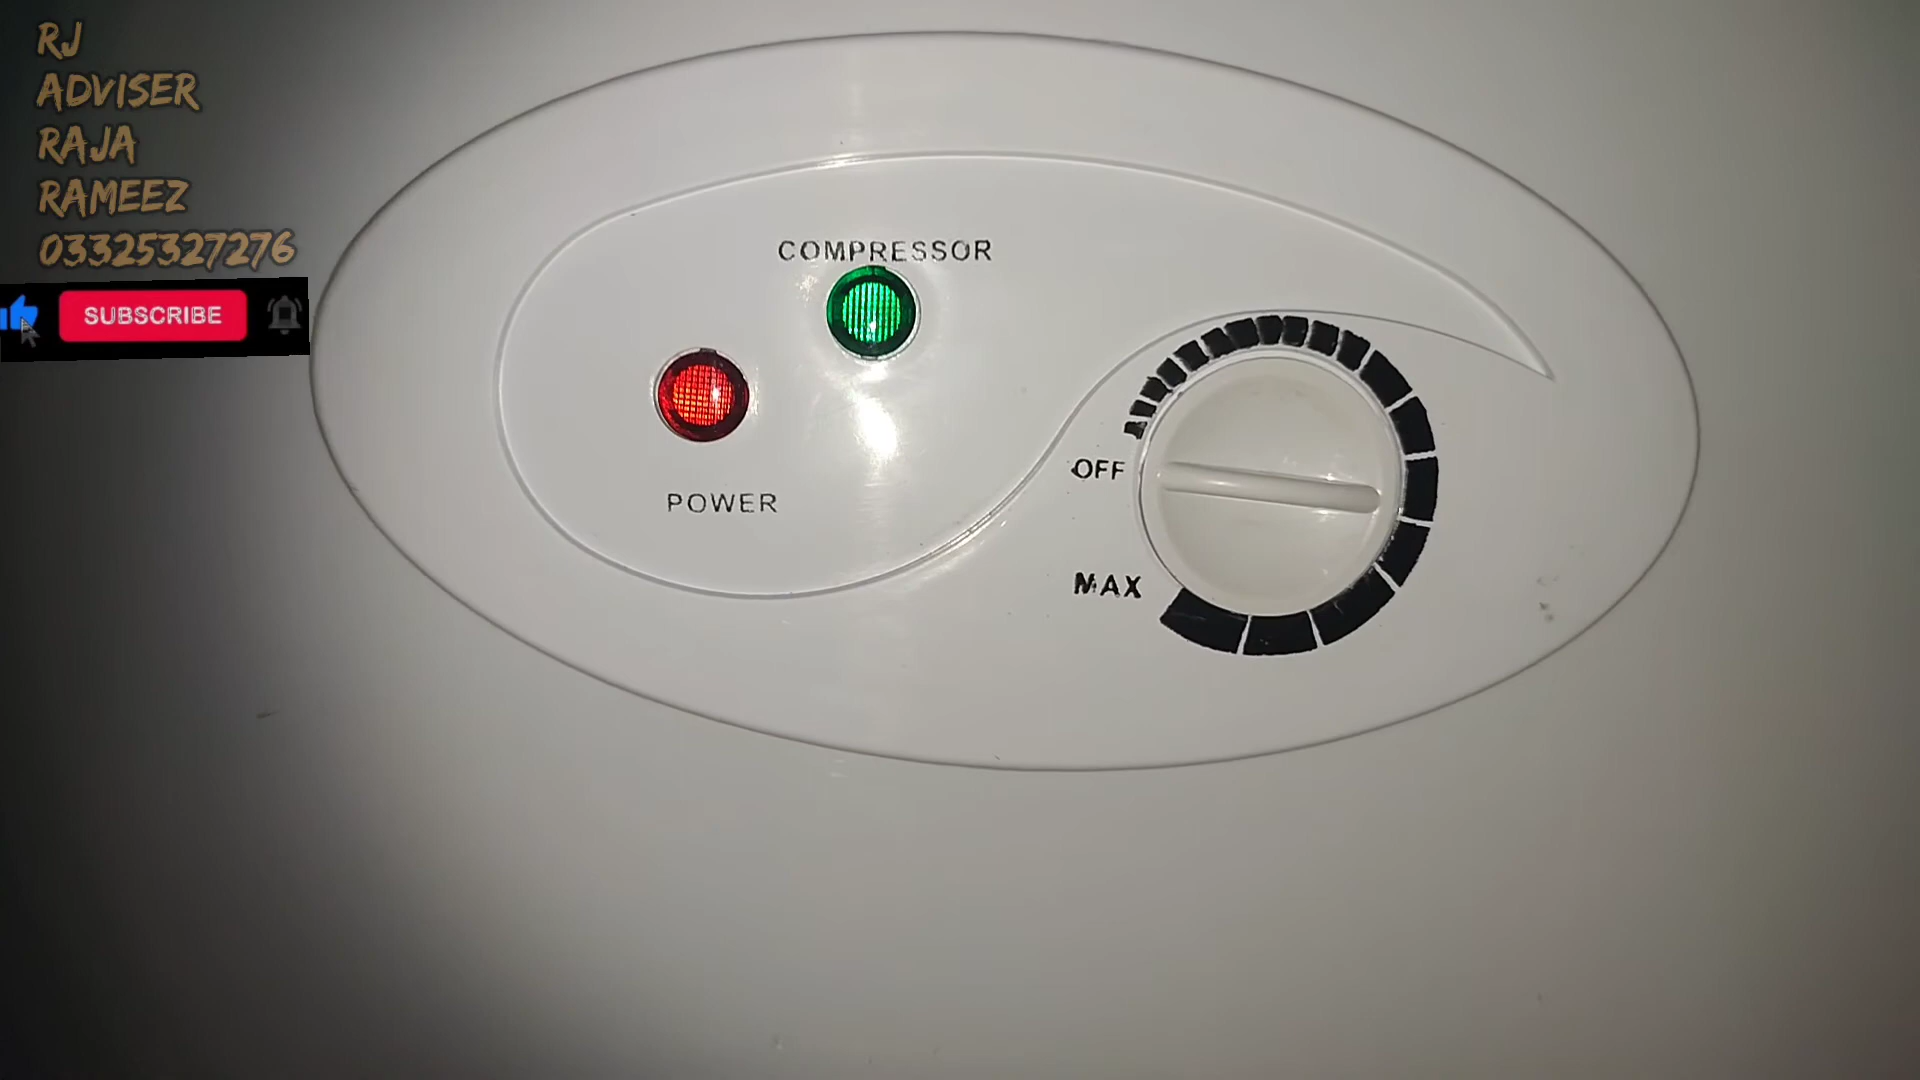 RJ
ADVISER
RAJA
RAMEEZ
03325327276
SUBSCRIBE
COMPRESSOR
POWER
OFF
MAX